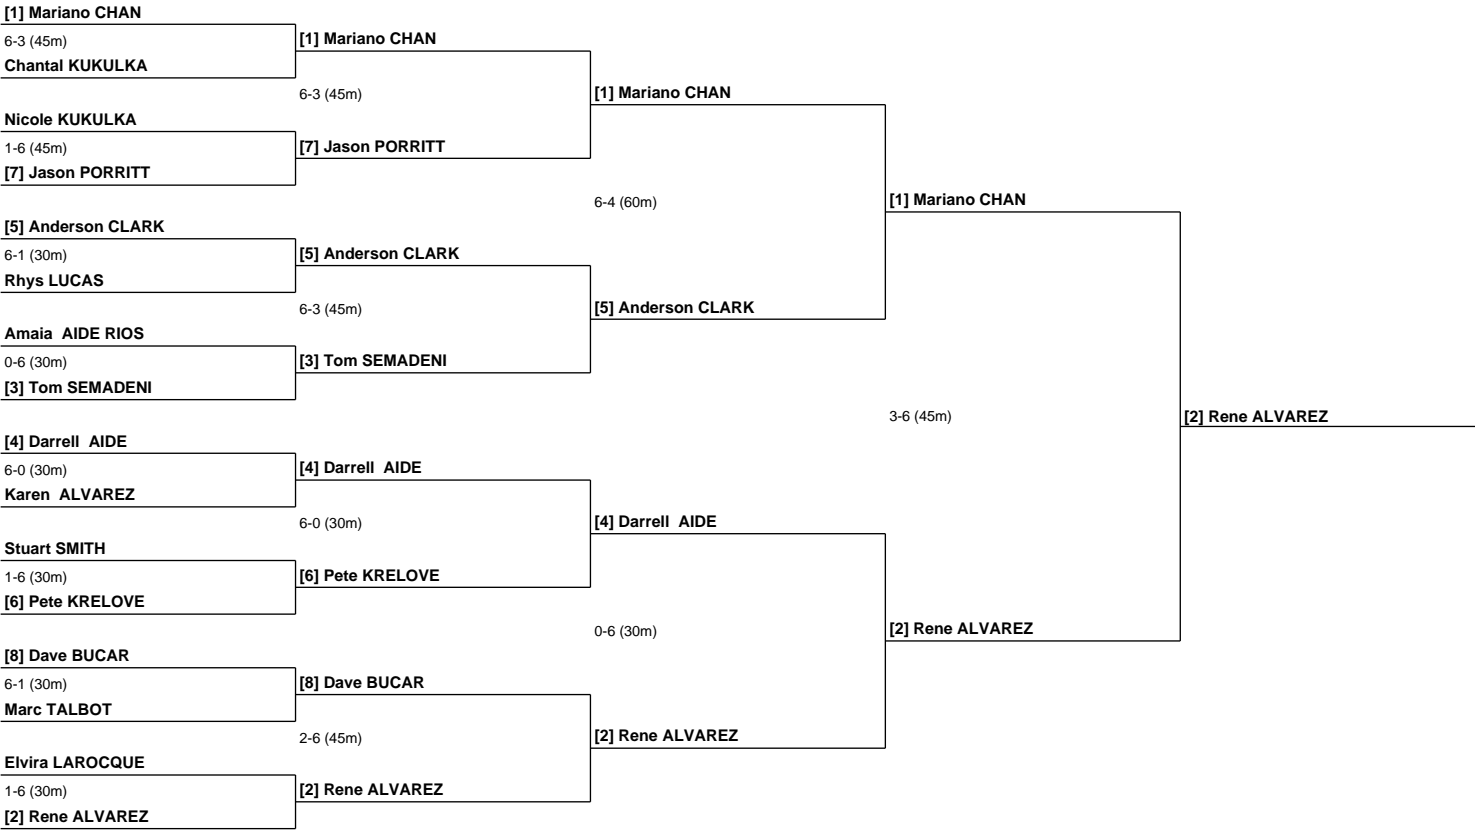 [1] Mariano CHAN
6-3 (45m)
Chantal KUKULKA
Nicole KUKULKA
1-6 (45m)
[7] Jason PORRITT
[5] Anderson CLARK
6-1 (30m)
Rhys LUCAS
Amaia AIDE RIOS
0-6 (30m)
[3] Tom SEMADENI
[4] Darrell AIDE
6-0 (30m)
Karen ALVAREZ
Stuart SMITH
1-6 (30m)
[6] Pete KRELOVE
[8] Dave BUCAR
6-1 (30m)
Marc TALBOT
Elvira LAROCQUE
1-6 (30m)
[2] Rene ALVAREZ
[1] Mariano CHAN
6-3 (45m)
[7] Jason PORRITT
[5] Anderson CLARK
6-3 (45m)
[3] Tom SEMADENI
[4] Darrell AIDE
6-0 (30m)
[6] Pete KRELOVE
[8] Dave BUCAR
2-6 (45m)
[2] Rene ALVAREZ
[1] Mariano CHAN
6-4 (60m)
[5] Anderson CLARK
[4] Darrell AIDE
0-6 (30m)
[2] Rene ALVAREZ
[1] Mariano CHAN
3-6 (45m)
[2] Rene ALVAREZ
[2] Rene ALVAREZ